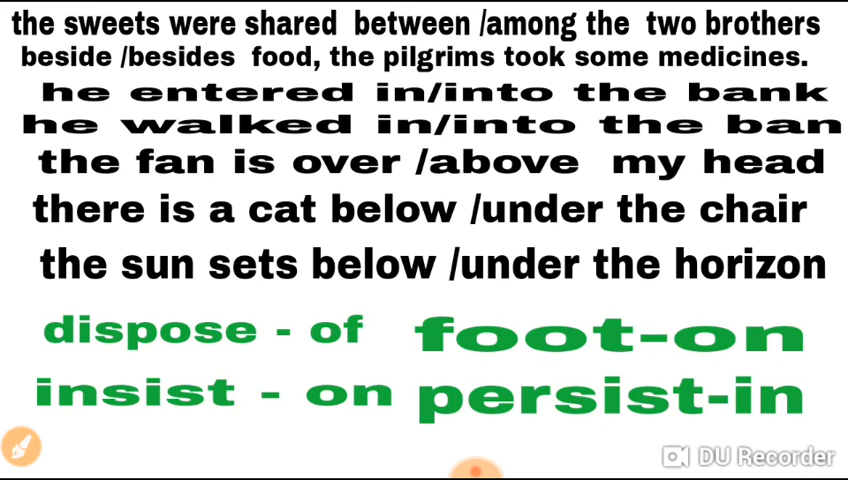 the sweets were shared between /among the two brothers
beside /besides food, the pilgrims took some medicines.
he entered in/into the bank
he walked in/into the ban
the fan is over /above my head
there is a cat below /under the chair
the sun sets below /under the horizon
dispose - of foot-on
insist - on persist-in
DU Recorder